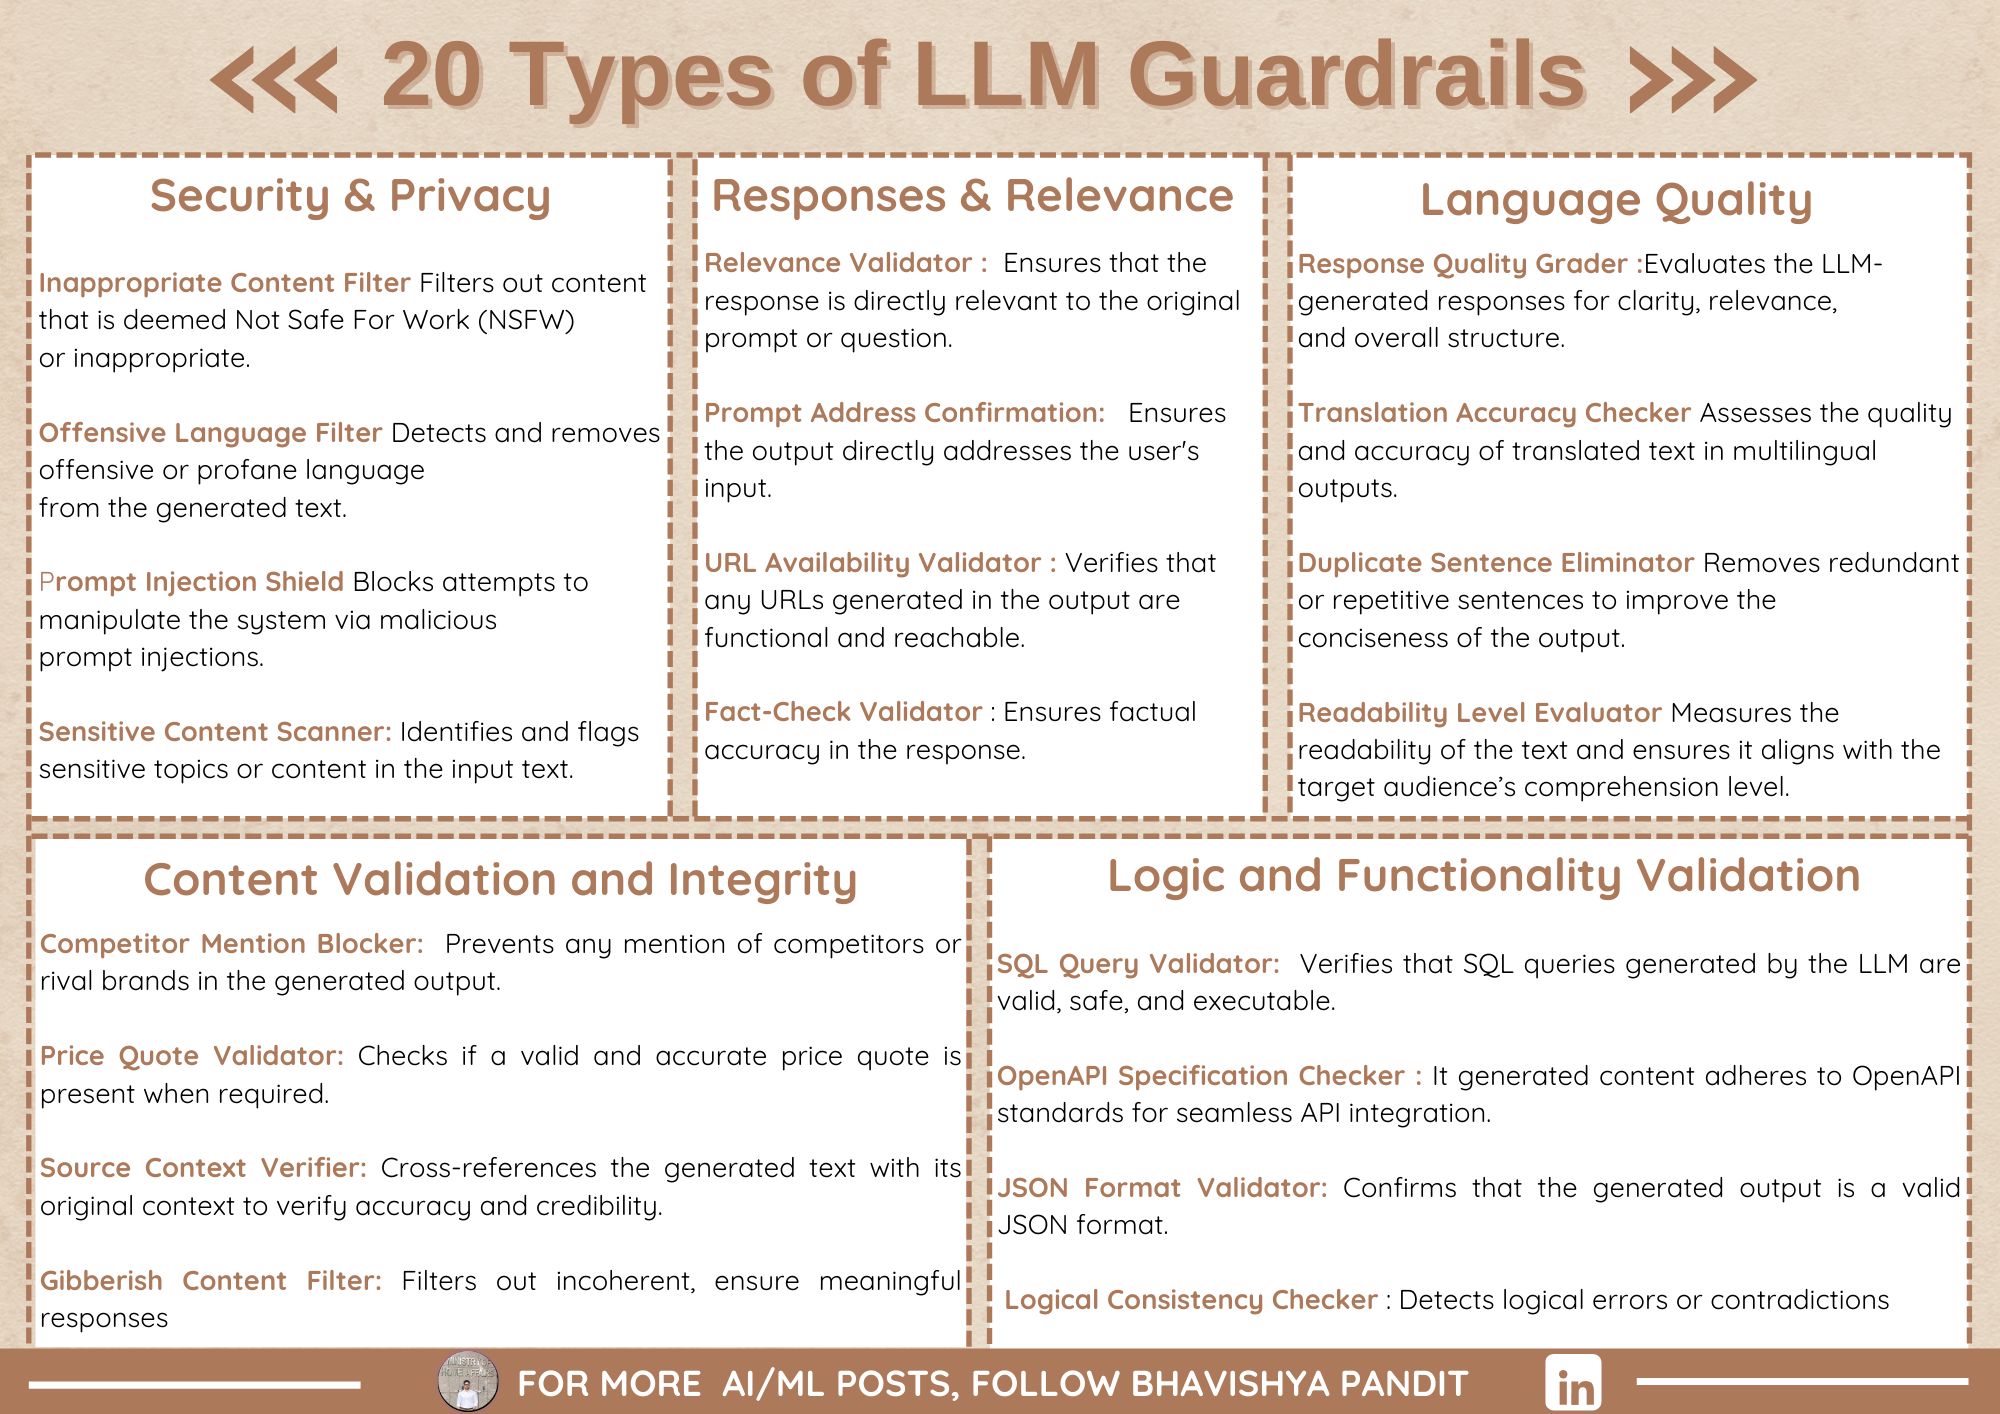 <<< 20 Types of LLM Guardrails >>>
Security & Privacy
Inappropriate Content Filter Filters out content
that is deemed Not Safe For Work (NSFW)
or inappropriate.
Offensive Language Filter Detects and removes
offensive or profane language
from the generated text.
Prompt Injection Shield Blocks attempts to
manipulate the system via malicious
prompt injections.
Sensitive Content Scanner: Identifies and flags
sensitive topics or content in the input text.
Responses & Relevance
Relevance Validator : Ensures that the
response is directly relevant to the original
prompt or question.
Prompt Address Confirmation: Ensures
the output directly addresses the user's
input.
URL Availability Validator : Verifies that
any URLs generated in the output are
functional and reachable.
Fact-Check Validator : Ensures factual
accuracy in the response.
Language Quality
Response Quality Grader :Evaluates the LLM-
generated responses for clarity, relevance,
and overall structure.
Translation Accuracy Checker Assesses the quality
and accuracy of translated text in multilingual
outputs.
Duplicate Sentence Eliminator Removes redundant
or repetitive sentences to improve the
conciseness of the output.
Readability Level Evaluator Measures the
readability of the text and ensures it aligns with the
target audience’s comprehension level.
Content Validation and Integrity
Competitor Mention Blocker: Prevents any mention of competitors or
rival brands in the generated output.
Price Quote Validator: Checks if a valid and accurate price quote is
present when required.
Source Context Verifier: Cross-references the generated text with its
original context to verify accuracy and credibility.
Gibberish Content Filter: Filters out incoherent, ensure meaningful
responses
Logic and Functionality Validation
SQL Query Validator: Verifies that SQL queries generated by the LLM are
valid, safe, and executable.
OpenAPI Specification Checker : It generated content adheres to OpenAPI
standards for seamless API integration.
JSON Format Validator: Confirms that the generated output is a valid
JSON format.
Logical Consistency Checker : Detects logical errors or contradictions
FOR MORE AI/ML POSTS, FOLLOW BHAVISHYA PANDIT
in